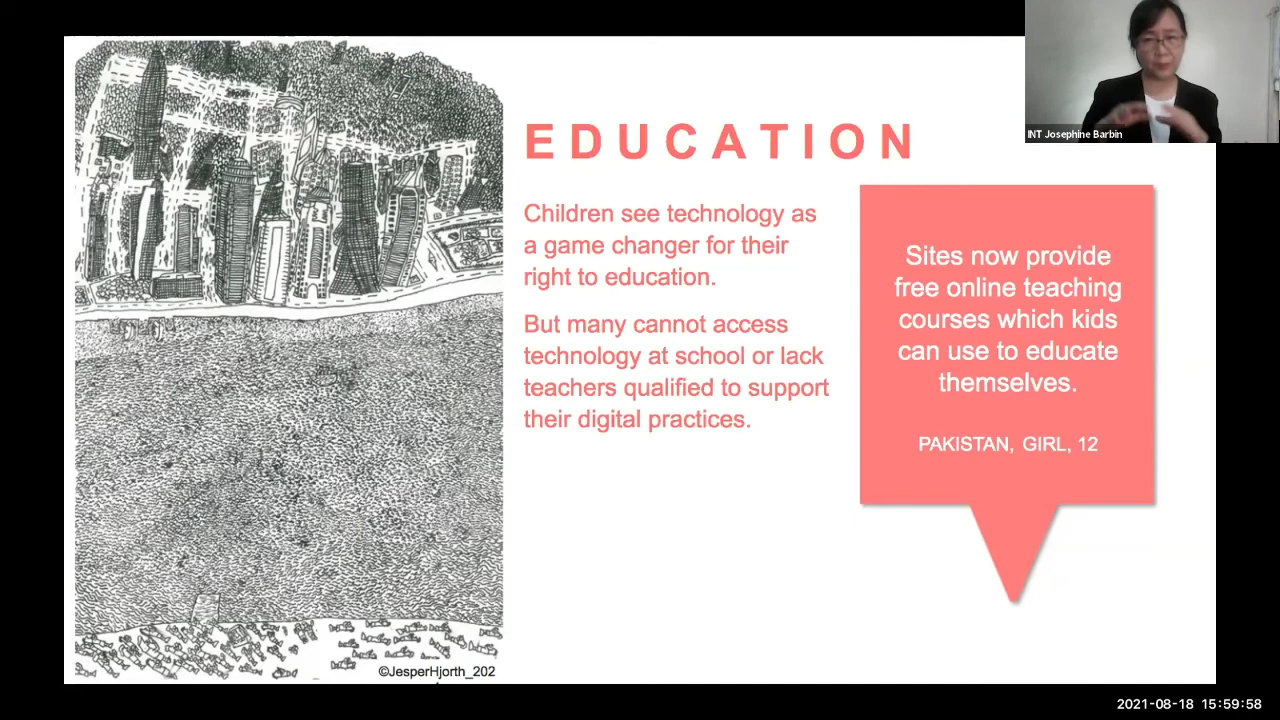 INT Josephine Barbin
EDUCATION
Children see technology as
a game changer for their
right to education.
But many cannot access
technology at school or lack
teachers qualified to support
their digital practices.
Sites now provide
free online teaching
courses which kids
can use to educate
themselves.
PAKISTAN, GIRL, 12
©JesperHjorth_202
2021-08-18 15:59:58